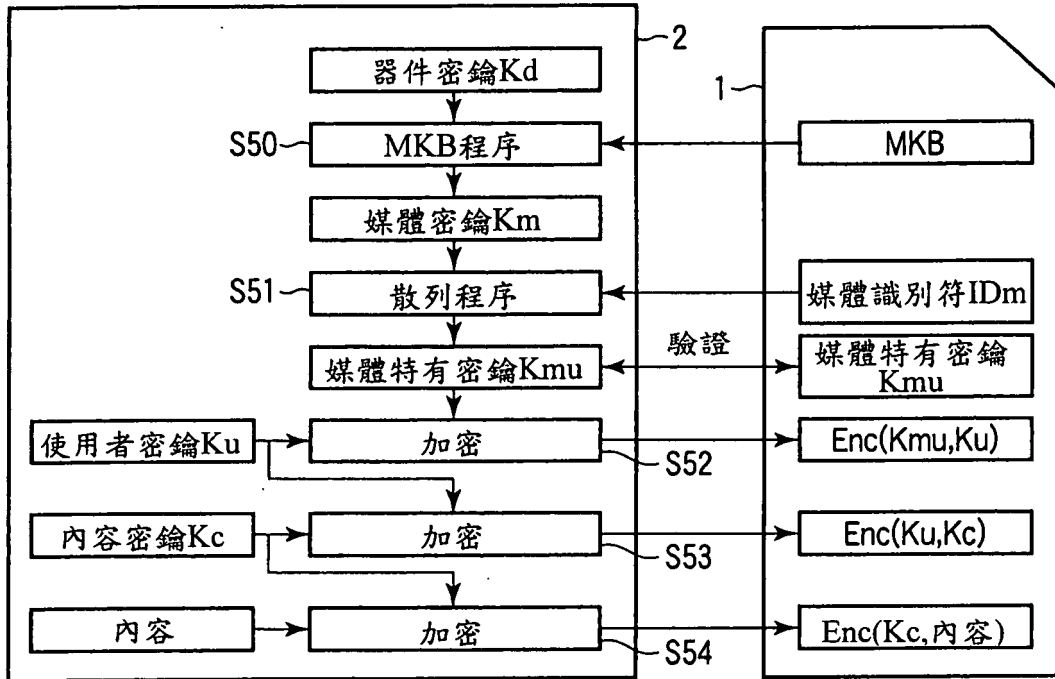 2
器件密鑰Kd
1
S50
MKB程序
MKB
媒體密鑰Km
S51
散列程序
媒體識別符IDm
驗證
媒體特有密鑰Kmu
媒體特有密鑰
Kmu
使用者密鑰Ku
加密
S52
Enc(Kmu,Ku)
內容密鑰Kc
加密
S53
Enc(Ku,Kc)
內容
加密
S54
Enc(Kc,內容)